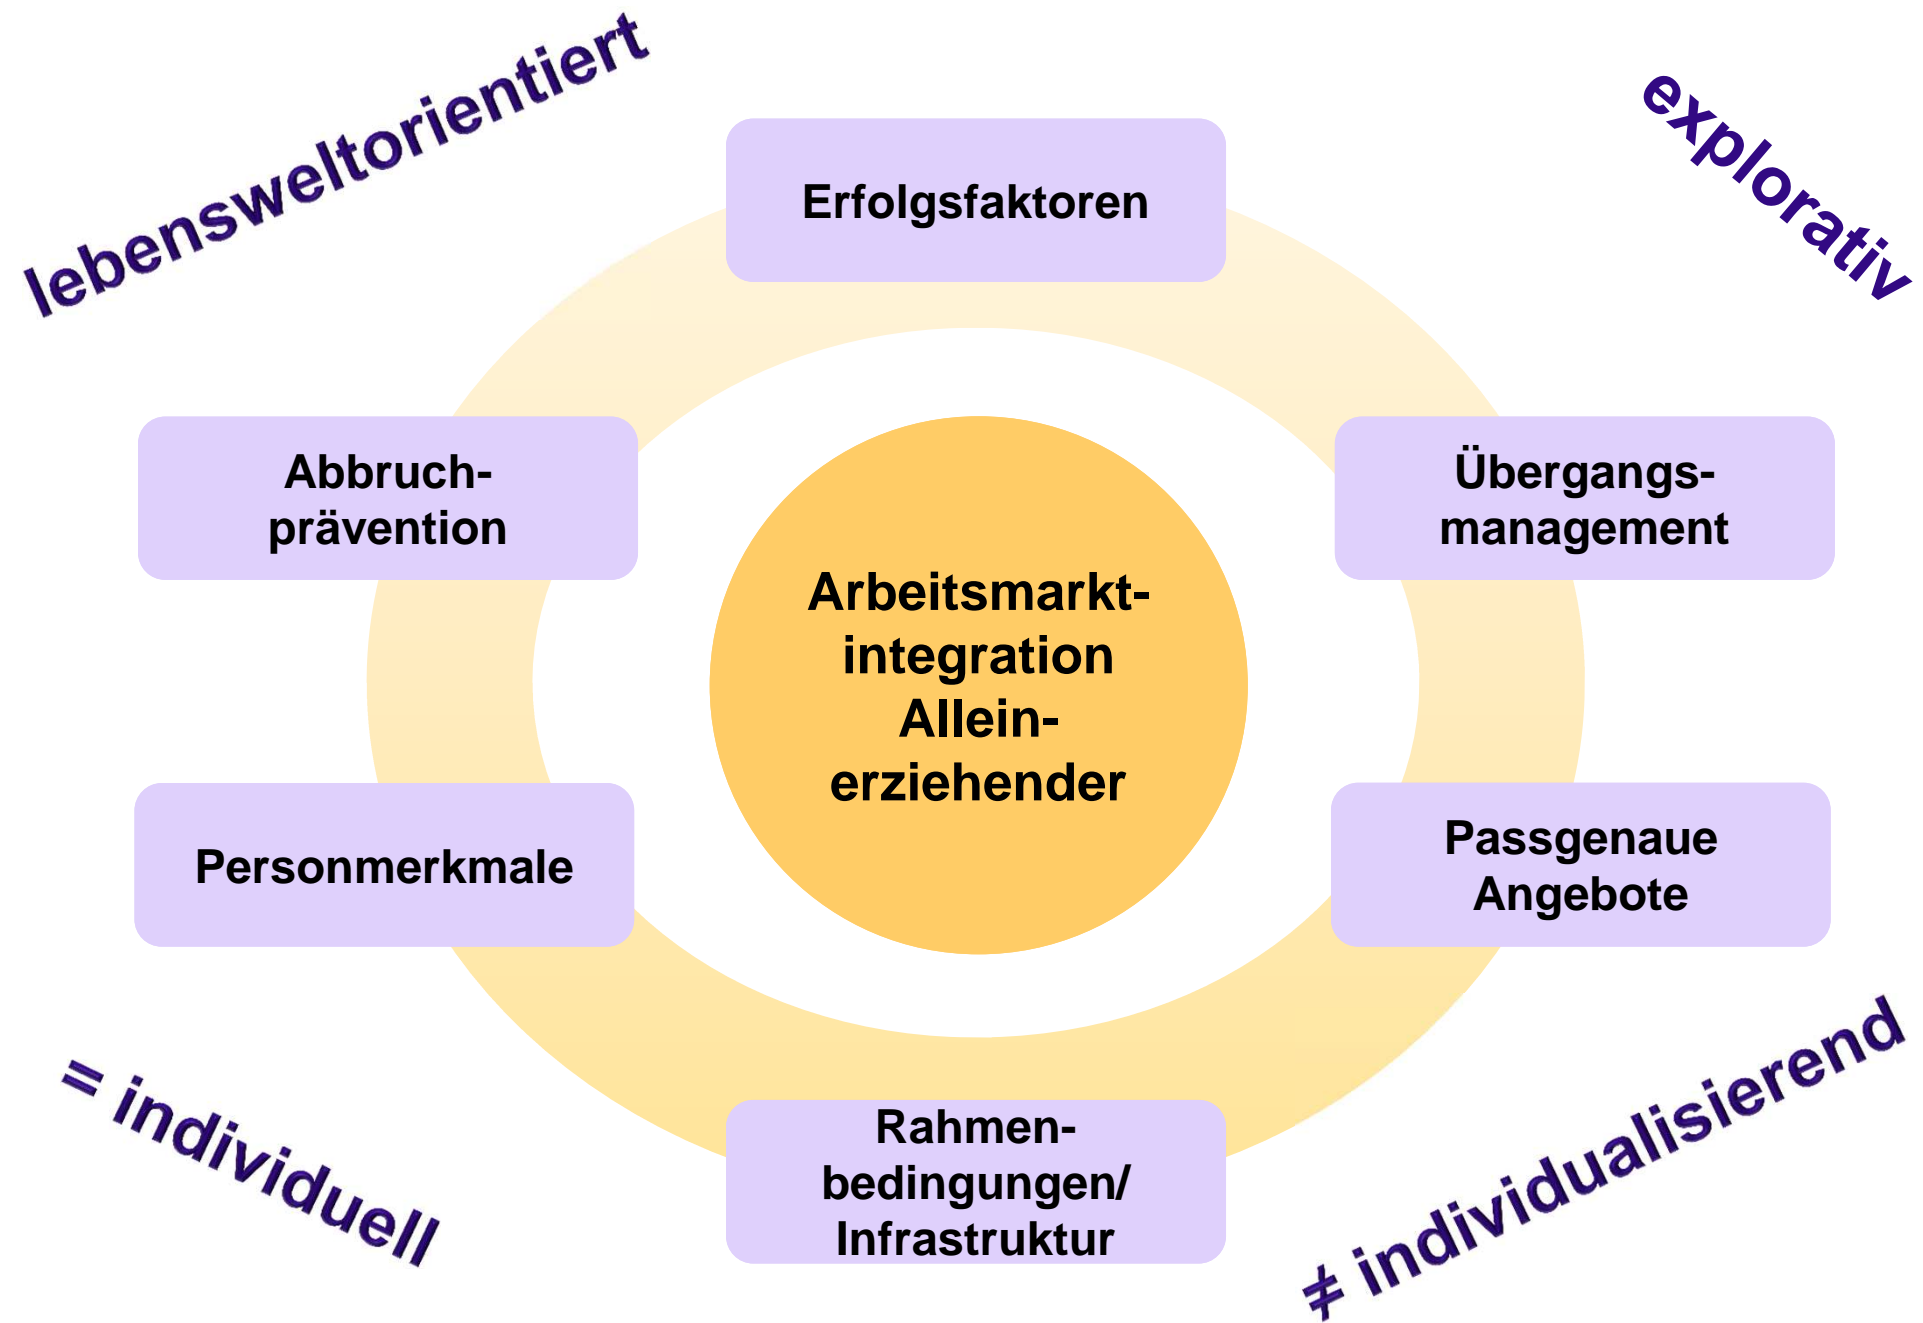 lebensweltorientiert
explorativ
Erfolgsfaktoren
Abbruch-
prävention
Übergangs-
management
Arbeitsmarkt-
integration
Allein-
erziehender
Personmerkmale
Passgenaue
Angebote
= individuell
Rahmen-
bedingungen/
Infrastruktur
≠ individualisierend